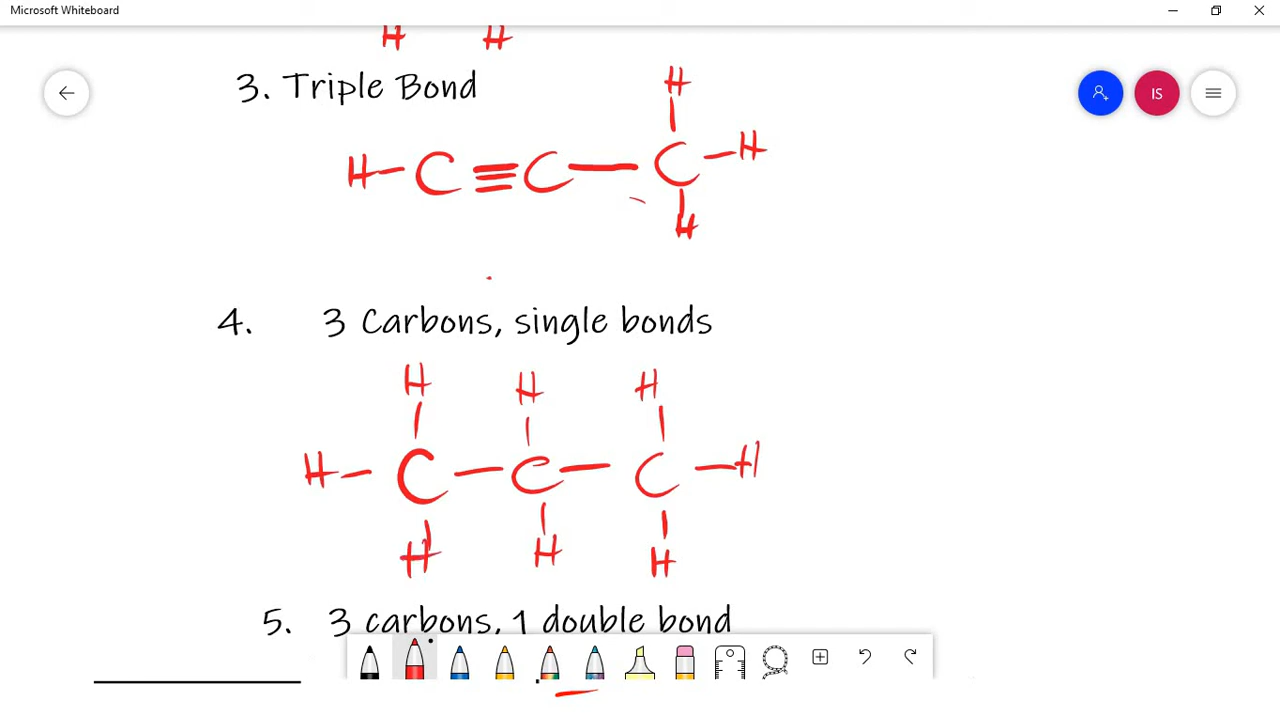 Microsoft Whiteboard
H H
3. Triple Bond
IS
H
H-C≡C-C-H
H
4. 3 Carbons, single bonds
H H H
H-C-C-C-H
H H H
5. 3 carbons, 1 double bond